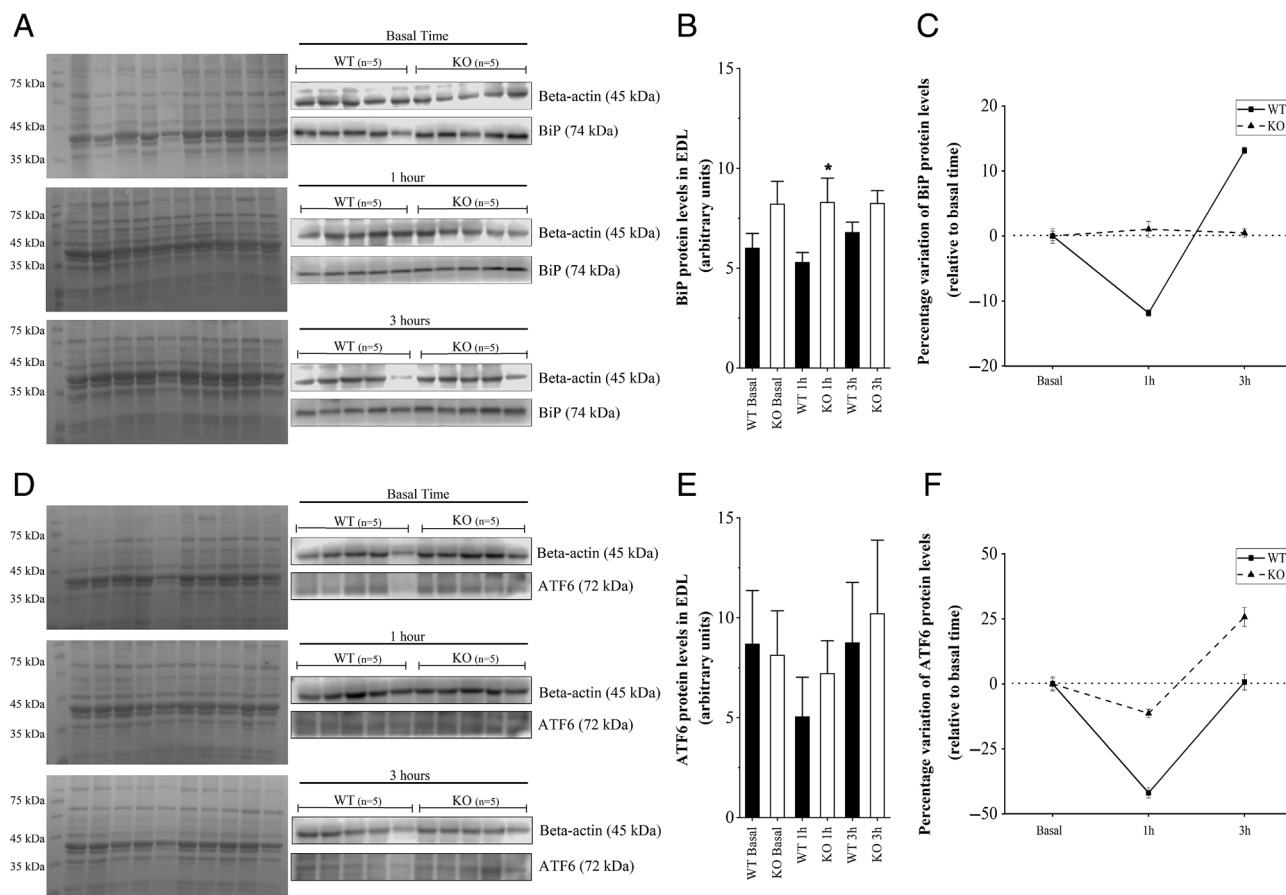 A
Basal Time
WT (n=5) KO (n=5)
75 kDa
45 kDa
35 kDa
Beta-actin (45 kDa)
BiP (74 kDa)
1 hour
WT (n=5) KO (n=5)
75 kDa
45 kDa
35 kDa
Beta-actin (45 kDa)
BiP (74 kDa)
3 hours
WT (n=5) KO (n=5)
75 kDa
45 kDa
35 kDa
Beta-actin (45 kDa)
BiP (74 kDa)
B
BiP protein levels in EDL
(arbitrary units)
15
10
5
0
*
WT Basal
KO Basal
WT 1h
KO 1h
WT 3h
KO 3h
C
Percentage variation of BiP protein levels
(relative to basal time)
20
10
0
–10
–20
Basal 1h 3h
WT
KO
D
Basal Time
WT (n=5) KO (n=5)
75 kDa
45 kDa
35 kDa
Beta-actin (45 kDa)
ATF6 (72 kDa)
1 hour
WT (n=5) KO (n=5)
75 kDa
45 kDa
35 kDa
Beta-actin (45 kDa)
ATF6 (72 kDa)
3 hours
WT (n=5) KO (n=5)
75 kDa
45 kDa
35 kDa
Beta-actin (45 kDa)
ATF6 (72 kDa)
E
ATF6 protein levels in EDL
(arbitrary units)
15
10
5
0
WT Basal
KO Basal
WT 1h
KO 1h
WT 3h
KO 3h
F
Percentage variation of ATF6 protein levels
(relative to basal time)
50
25
0
–25
–50
Basal 1h 3h
WT
KO